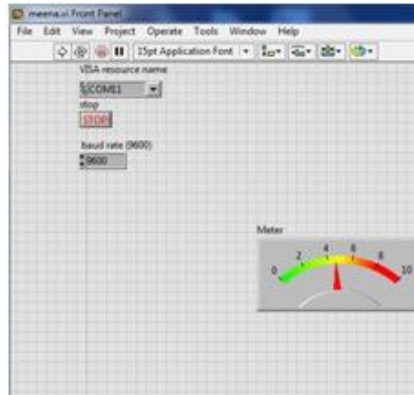 meena.vi Front Panel
File Edit View Project Operate Tools Window Help
15pt Application Font
VISA resource name
COM11
stop
STOP
baud rate (9600)
9600
Meter
0 2 4 6 8 10